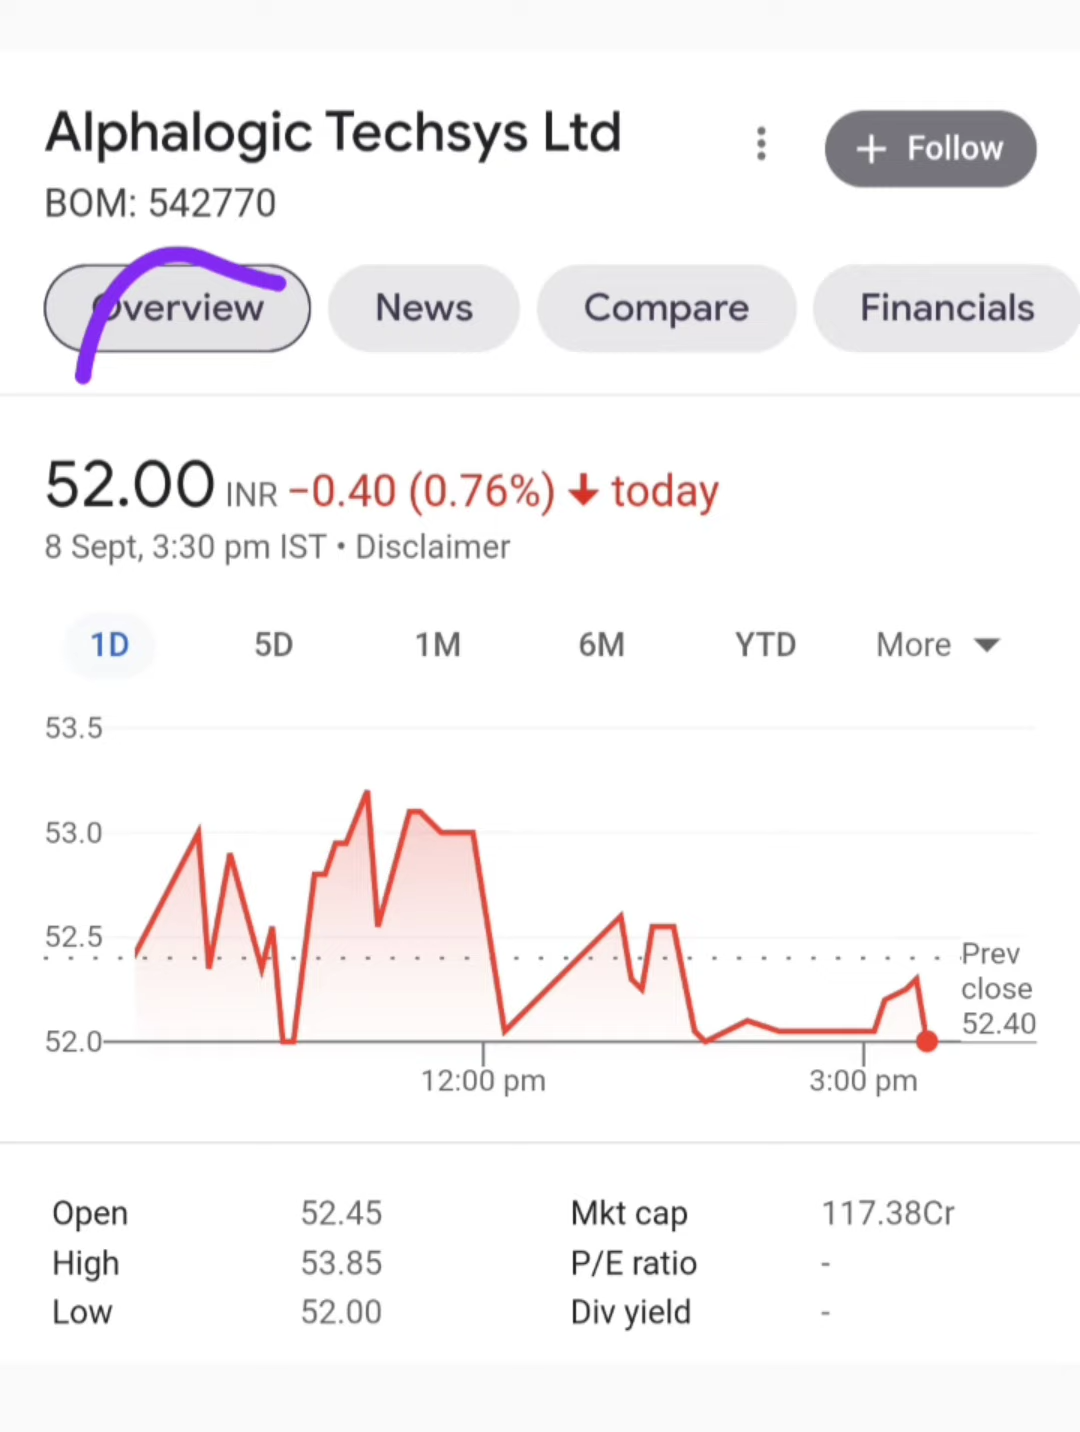 Alphalogic Techsys Ltd
+ Follow
BOM: 542770
Overview News Compare Financials
52.00 INR −0.40 (0.76%) ↓ today
8 Sept, 3:30 pm IST • Disclaimer
1D 5D 1M 6M YTD More
53.5
53.0
52.5
52.0
Prev
close
52.40
12:00 pm 3:00 pm
Open 52.45 Mkt cap 117.38Cr
High 53.85 P/E ratio -
Low 52.00 Div yield -